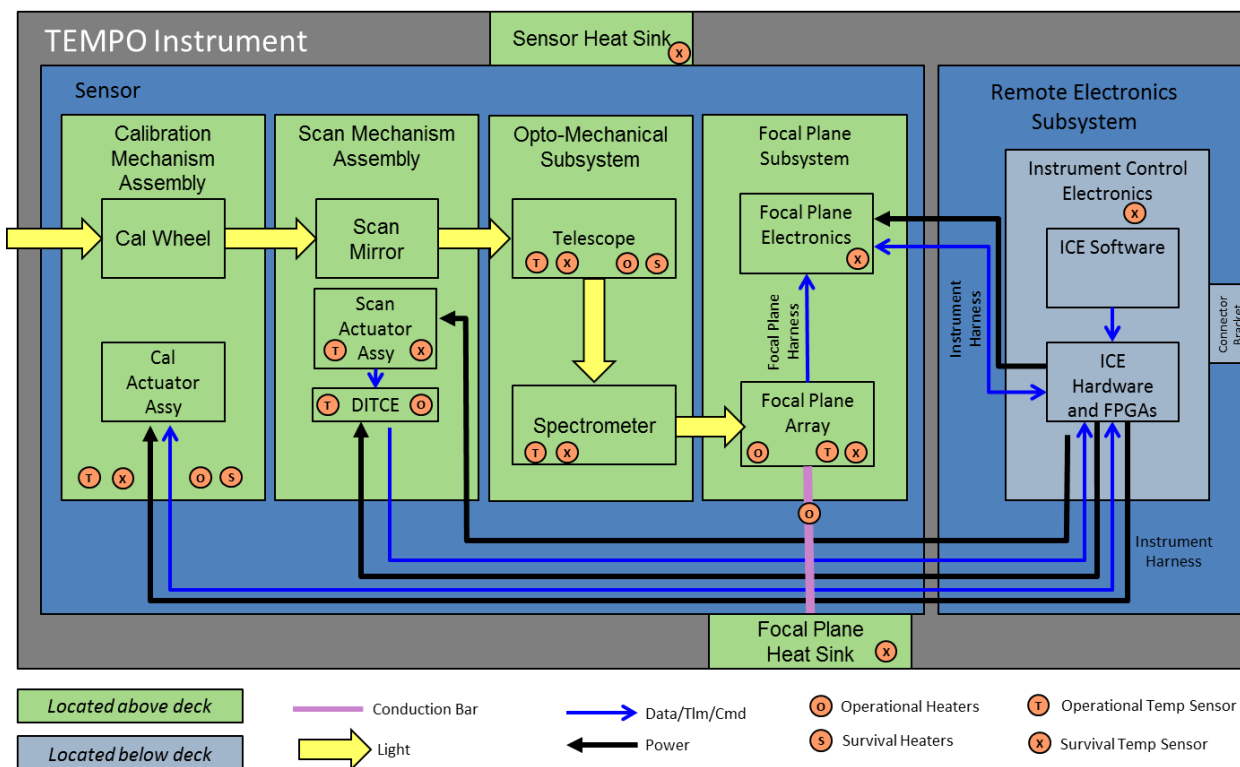 TEMPO Instrument
Sensor Heat Sink
X
Sensor
Remote Electronics
Subsystem
Calibration
Mechanism
Assembly
Cal Wheel
Cal
Actuator
Assy
T X O S
Scan Mechanism
Assembly
Scan
Mirror
Scan
Actuator
Assy
T X
T DITCE O
Opto-Mechanical
Subsystem
Telescope
T X O S
Spectrometer
T X
Focal Plane
Subsystem
Focal Plane
Electronics
X
Focal Plane
Harness
Focal Plane
Array
O T X
O
Instrument
Harness
Instrument Control
Electronics
X
ICE Software
ICE
Hardware
and FPGAs
Connector
Bracket
Instrument
Harness
Focal Plane
Heat Sink
X
Located above deck
Located below deck
Conduction Bar
Light
Data/Tlm/Cmd
Power
O Operational Heaters
S Survival Heaters
T Operational Temp Sensor
X Survival Temp Sensor